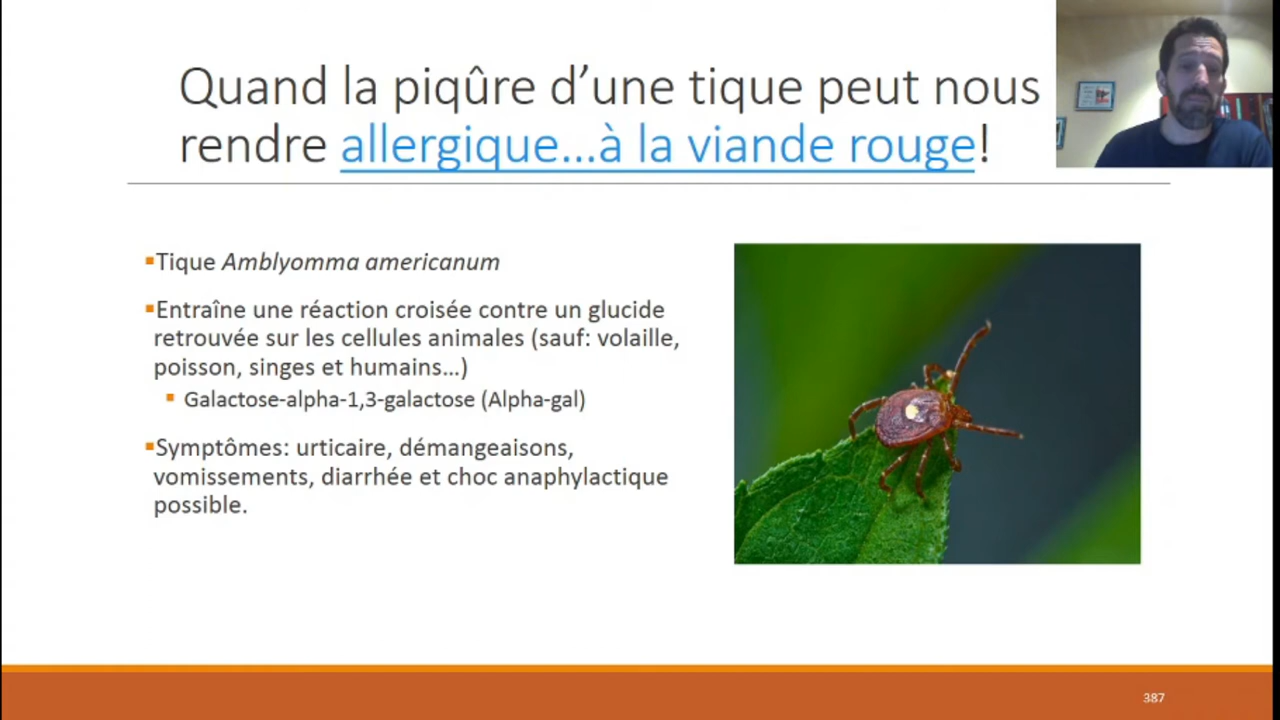 Quand la piqûre d’une tique peut nous
rendre allergique...à la viande rouge!
▪Tique Amblyomma americanum
▪Entraîne une réaction croisée contre un glucide
retrouvée sur les cellules animales (sauf: volaille,
poisson, singes et humains...)
▪ Galactose-alpha-1,3-galactose (Alpha-gal)
▪Symptômes: urticaire, démangeaisons,
vomissements, diarrhée et choc anaphylactique
possible.
387